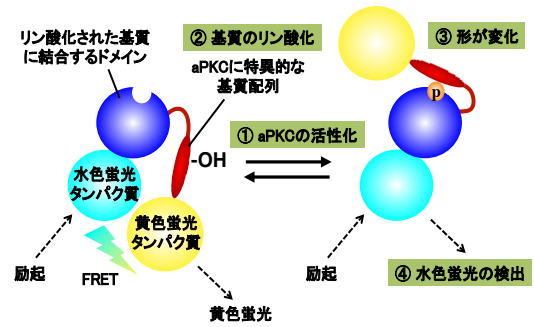 リン酸化された基質
に結合するドメイン
② 基質のリン酸化
aPKCに特異的な
基質配列
③ 形が変化
p
① aPKCの活性化
-OH
水色蛍光
タンパク質
黄色蛍光
タンパク質
励起
FRET
黄色蛍光
励起
④ 水色蛍光の検出